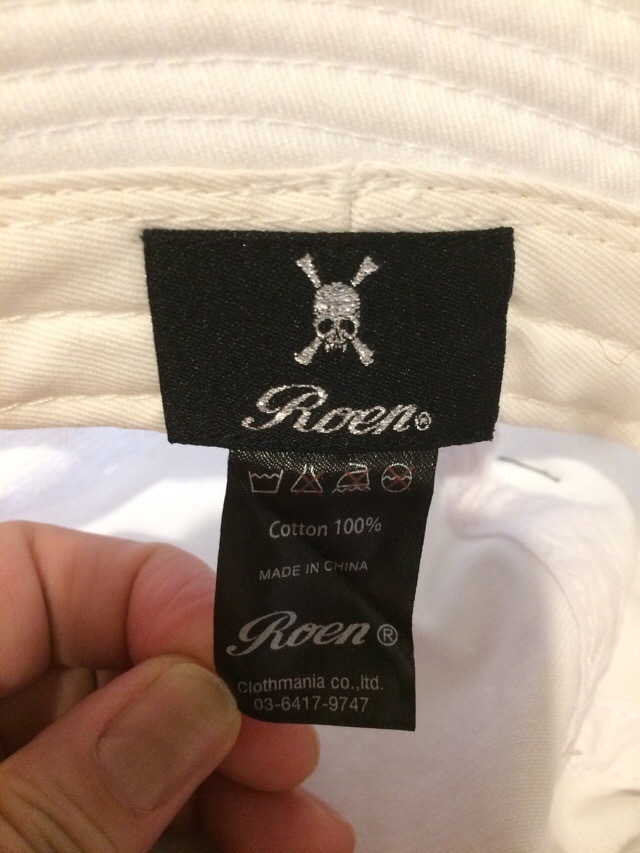 Roen®
Cotton 100%
MADE IN CHINA
Roen®
Clothmania co.,ltd.
03-6417-9747